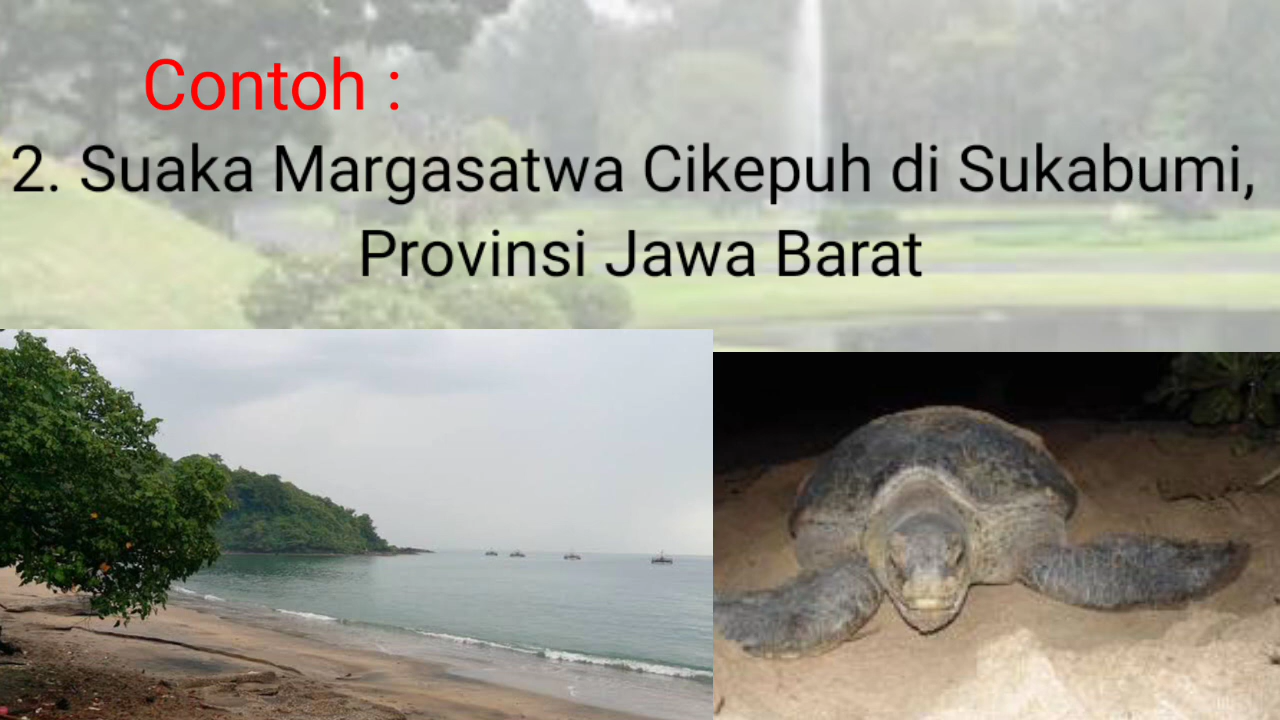 Contoh :
2. Suaka Margasatwa Cikepuh di Sukabumi,
Provinsi Jawa Barat